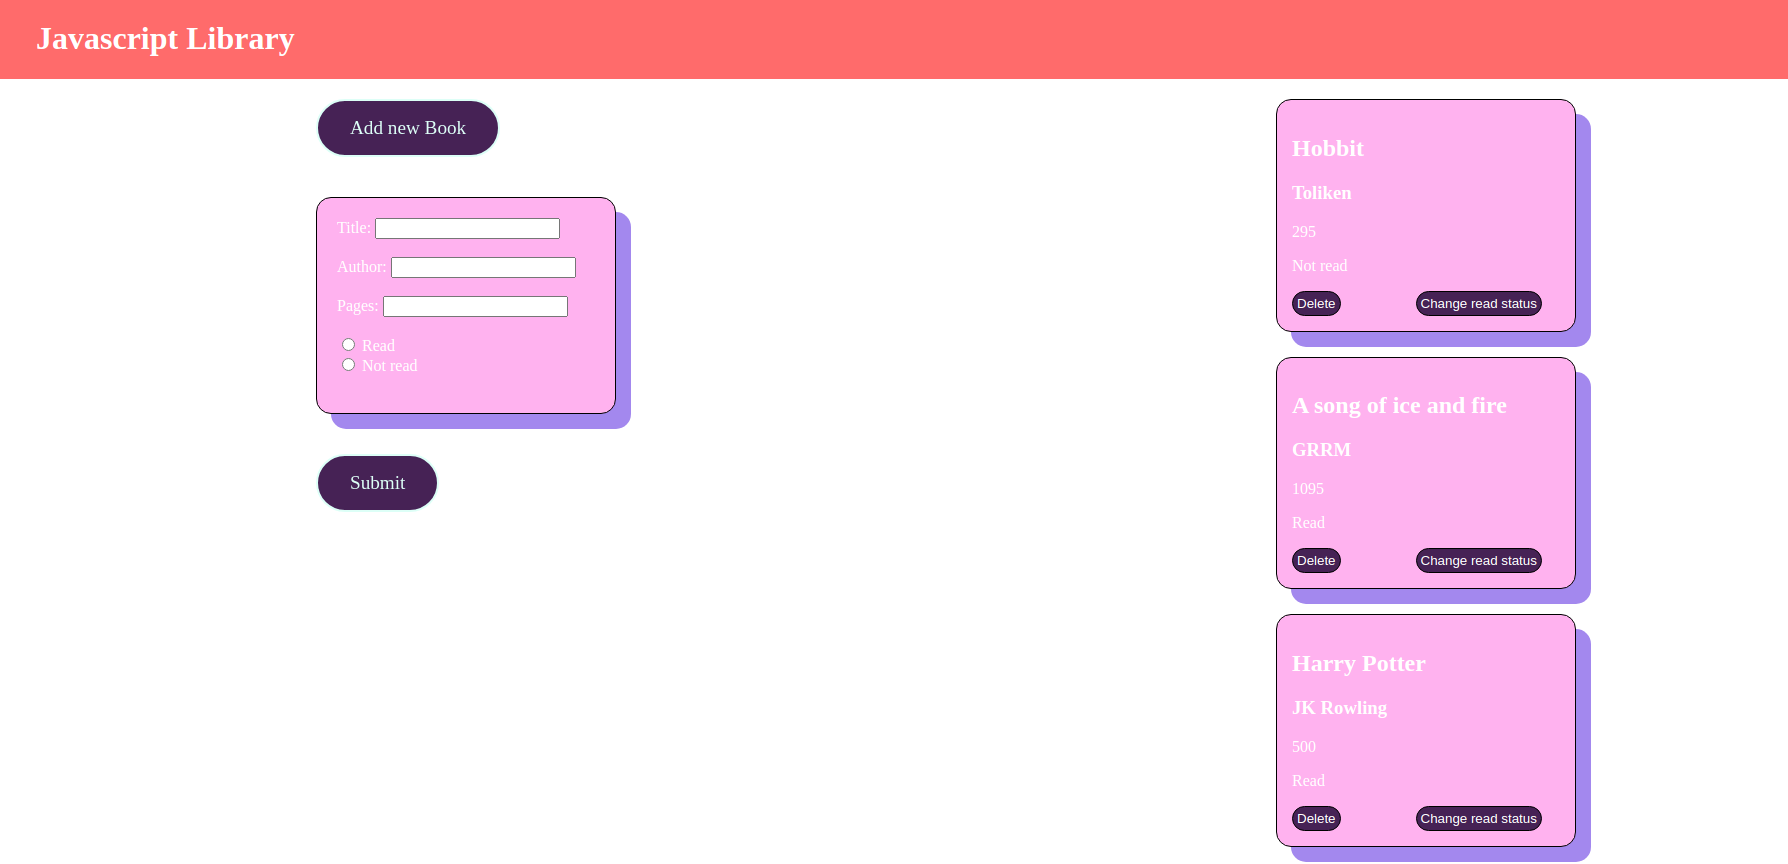 Javascript Library
Add new Book
Title:
Author:
Pages:
Read
Not read
Submit
Hobbit
Toliken
295
Not read
Delete Change read status
A song of ice and fire
GRRM
1095
Read
Delete Change read status
Harry Potter
JK Rowling
500
Read
Delete Change read status